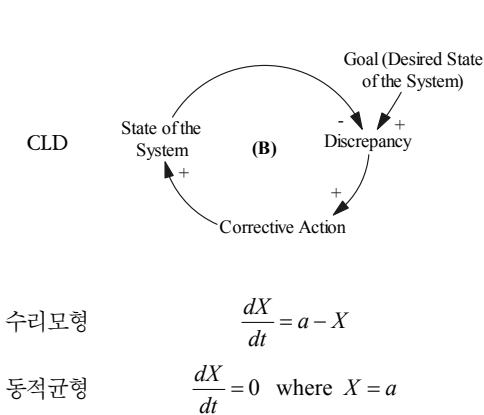 Goal (Desired State
of the System)
-
+
CLD
State of the
System
(B)
Discrepancy
+
+
Corrective Action
수리모형
dX/dt = a − X
동적균형
dX/dt = 0 where X = a